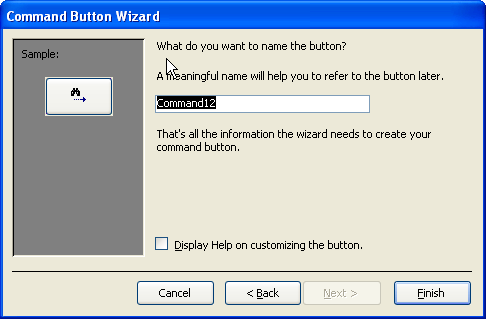 Command Button Wizard
Sample:
What do you want to name the button?
A meaningful name will help you to refer to the button later.
Command12
That's all the information the wizard needs to create your
command button.
Display Help on customizing the button.
Cancel
< Back
Next >
Finish